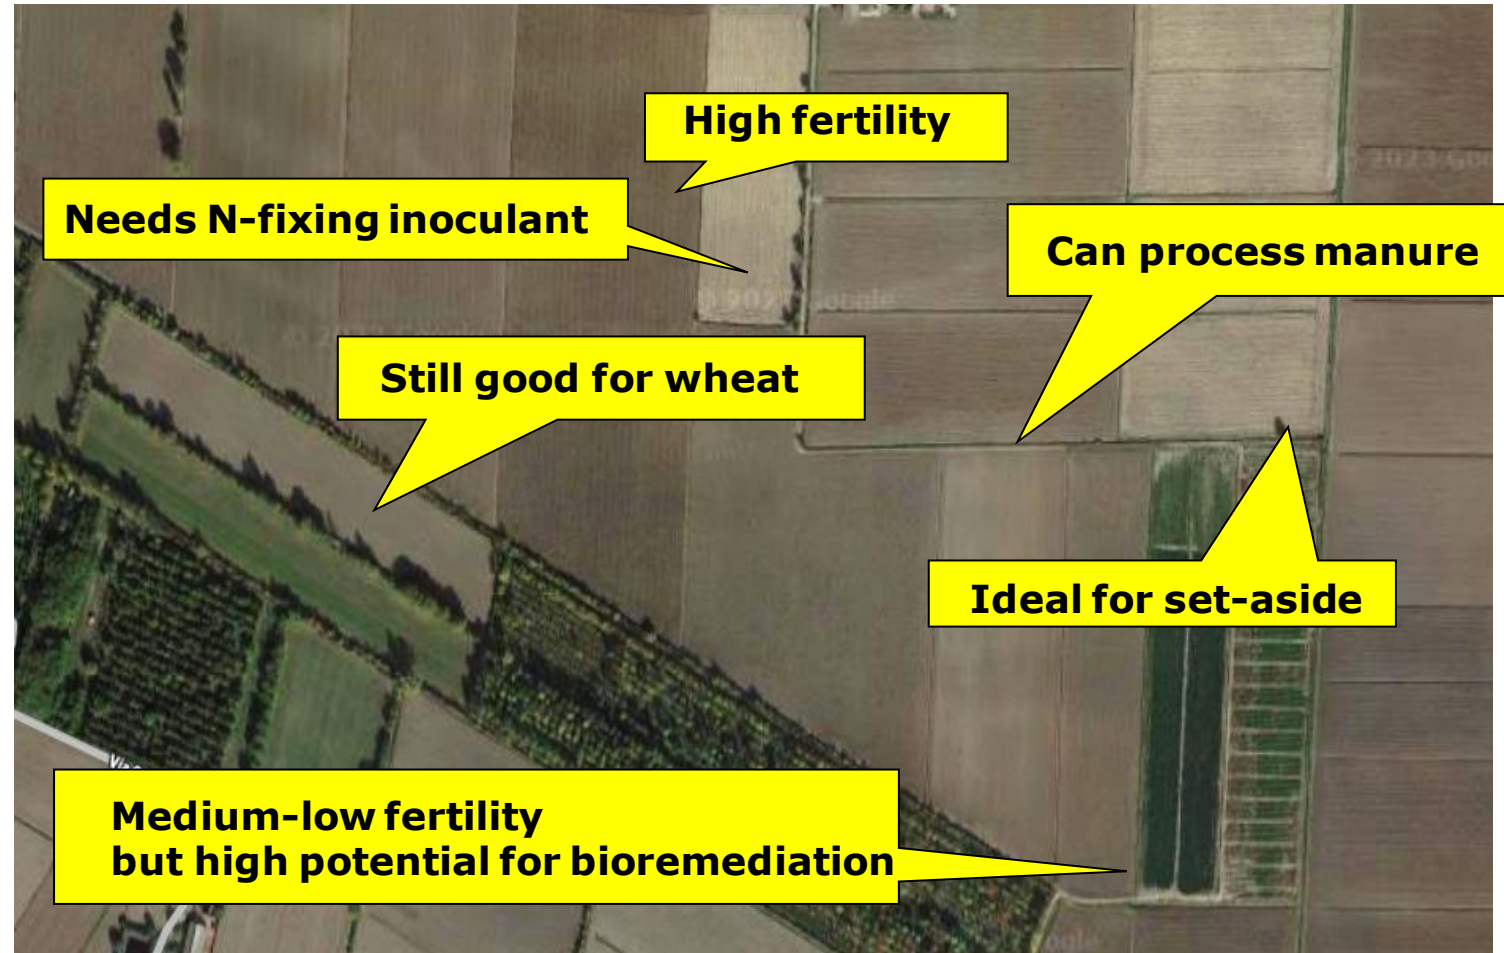 High fertility
Needs N-fixing inoculant
Can process manure
Still good for wheat
Ideal for set-aside
Medium-low fertility
but high potential for bioremediation